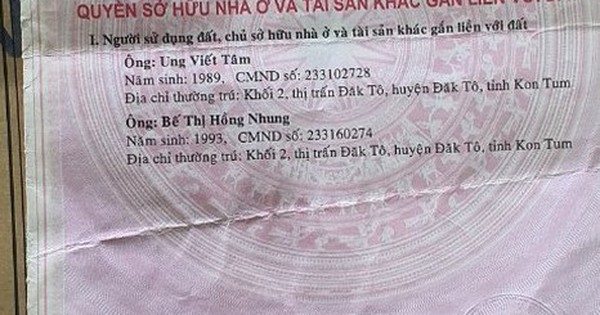 QUYỀN SỞ HỮU NHÀ Ở VÀ TÀI SẢN KHÁC GẮN LIỀN VỚI
I. Người sử dụng đất, chủ sở hữu nhà ở và tài sản khác gắn liền với đất
Ông: Ung Viết Tâm
Năm sinh: 1989, CMND số: 233102728
Địa chỉ thường trú: Khối 2, thị trấn Đăk Tô, huyện Đăk Tô, tỉnh Kon Tum
Ông: Bế Thị Hồng Nhung
Năm sinh: 1993, CMND số: 233160274
Địa chỉ thường trú: Khối 2, thị trấn Đăk Tô, huyện Đăk Tô, tỉnh Kon Tum